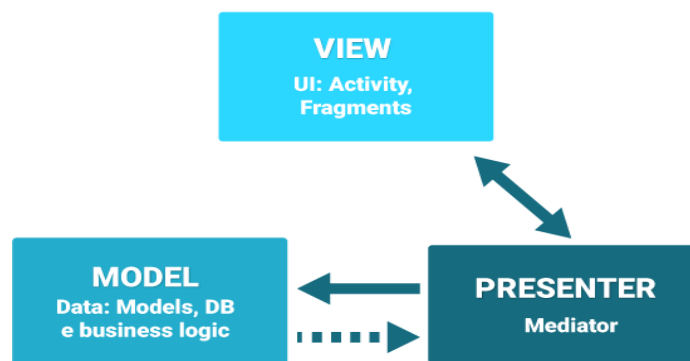 VIEW
UI: Activity,
Fragments
MODEL
Data: Models, DB
e business logic
PRESENTER
Mediator